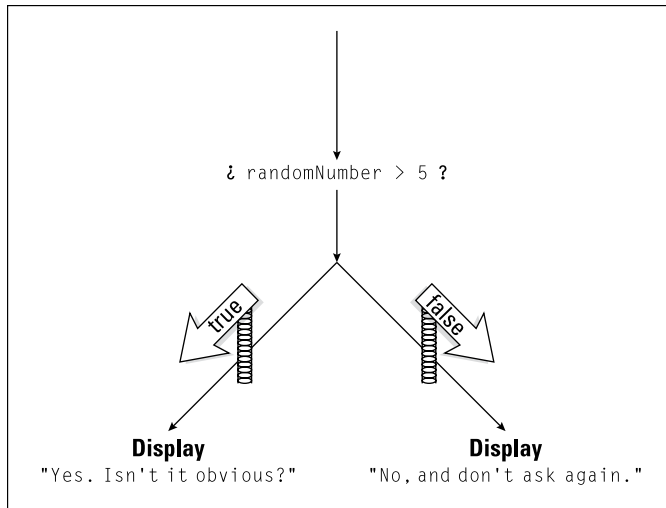 ¿ randomNumber > 5 ?
true
false
Display
"Yes. Isn't it obvious?"
Display
"No, and don't ask again."